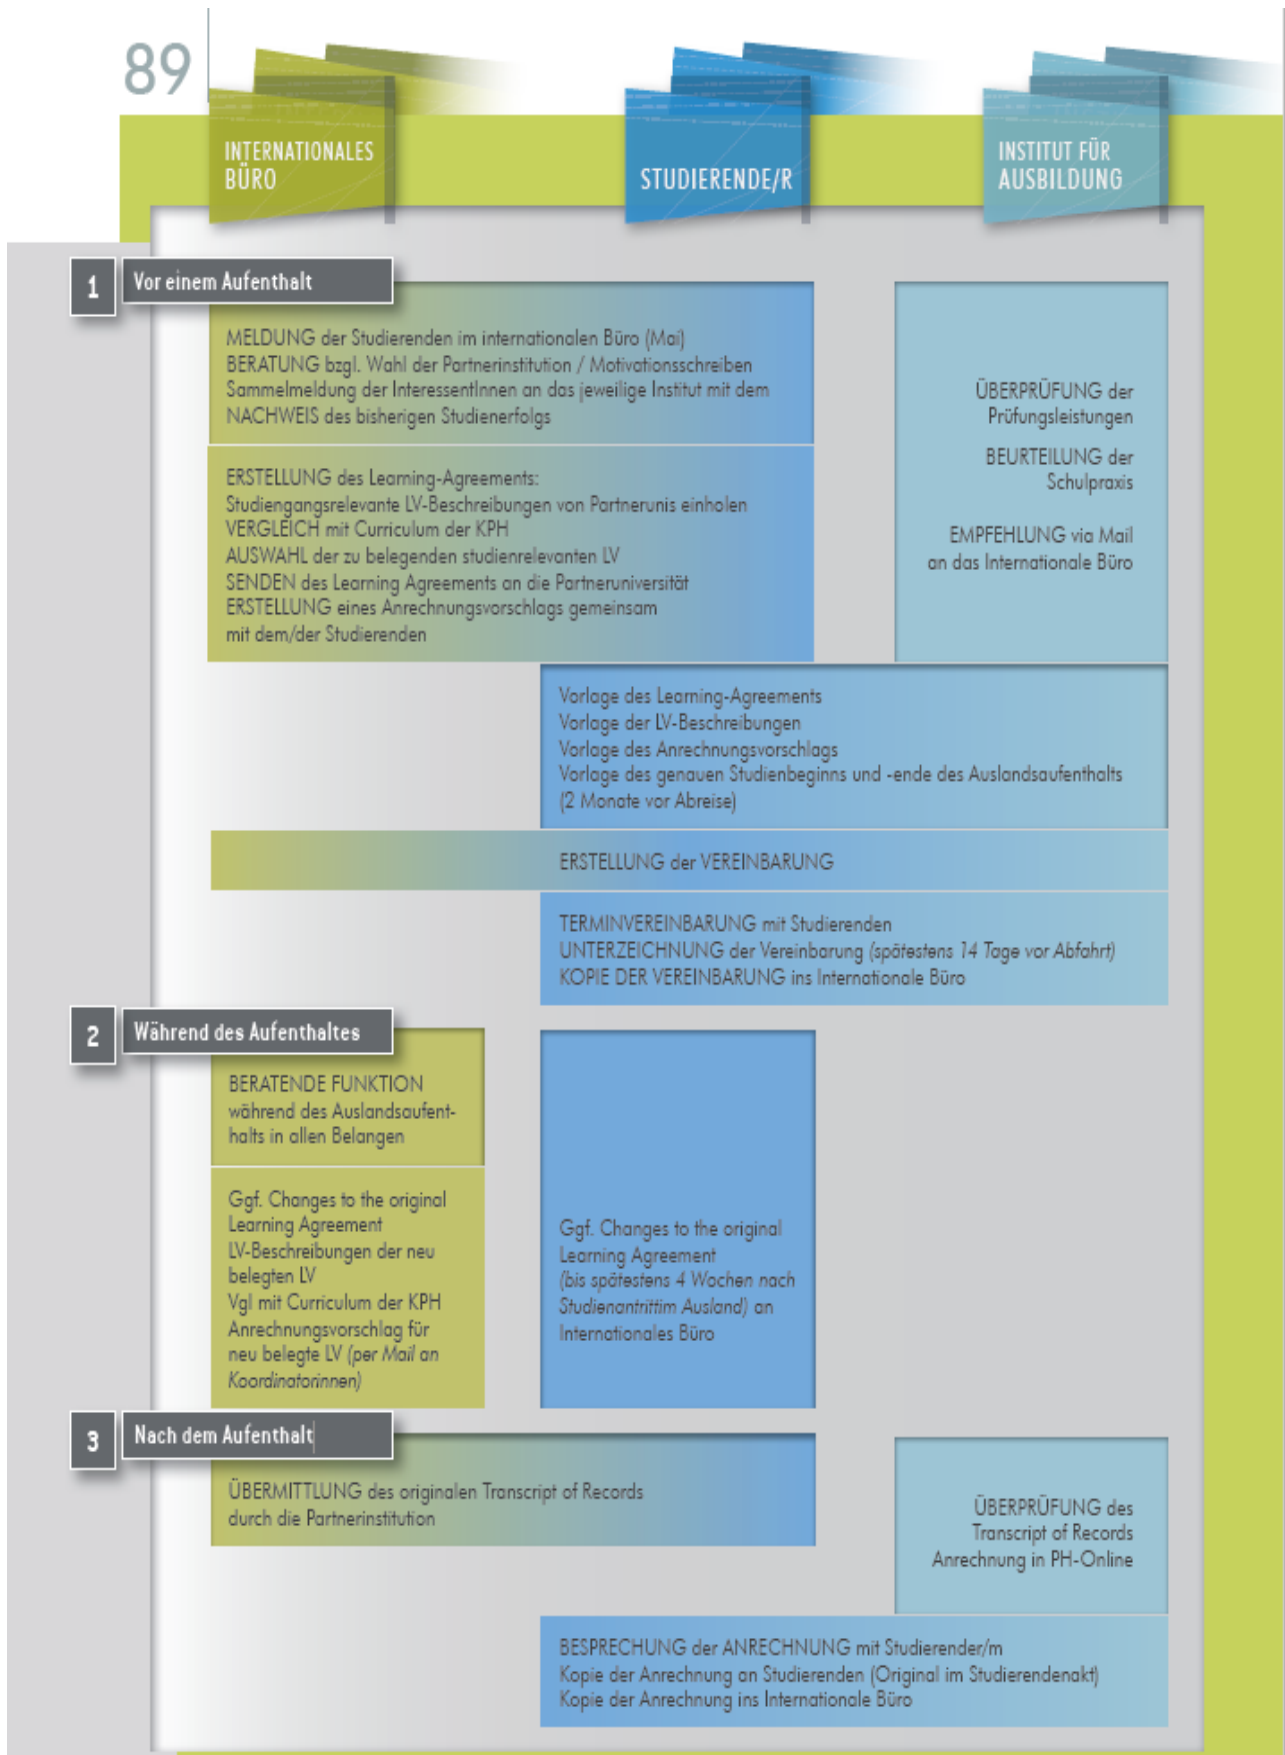 89
INTERNATIONALES
BÜRO
STUDIERENDE/R
INSTITUT FÜR
AUSBILDUNG
1
Vor einem Aufenthalt
MELDUNG der Studierenden im internationalen Büro (Mai)
BERATUNG bzgl. Wahl der Partnerinstitution / Motivationsschreiben
Sammelmeldung der InteressentInnen an das jeweilige Institut mit dem
NACHWEIS des bisherigen Studienerfolgs
ÜBERPRÜFUNG der
Prüfungsleistungen
BEURTEILUNG der
Schulpraxis
EMPFEHLUNG via Mail
an das Internationale Büro
ERSTELLUNG des Learning-Agreements:
Studiengangsrelevante LV-Beschreibungen von Partnerunis einholen
VERGLEICH mit Curriculum der KPH
AUSWAHL der zu belegenden studienrelevanten LV
SENDEN des Learning Agreements an die Partneruniversität
ERSTELLUNG eines Anrechnungsvorschlags gemeinsam
mit dem/der Studierenden
Vorlage des Learning-Agreements
Vorlage der LV-Beschreibungen
Vorlage des Anrechnungsvorschlags
Vorlage des genauen Studienbeginns und -ende des Auslandsaufenthalts
(2 Monate vor Abreise)
ERSTELLUNG der VEREINBARUNG
TERMINVEREINBARUNG mit Studierenden
UNTERZEICHNUNG der Vereinbarung (spätestens 14 Tage vor Abfahrt)
KOPIE DER VEREINBARUNG ins Internationale Büro
2
Während des Aufenthaltes
BERATENDE FUNKTION
während des Auslandsaufent-
halts in allen Belangen
Ggf. Changes to the original
Learning Agreement
LV-Beschreibungen der neu
belegten LV
Vgl mit Curriculum der KPH
Anrechnungsvorschlag für
neu belegte LV (per Mail an
Koordinatorinnen)
Ggf. Changes to the original
Learning Agreement
(bis spätestens 4 Wochen nach
Studienantrittim Ausland) an
Internationales Büro
3
Nach dem Aufenthalt
ÜBERMITTLUNG des originalen Transcript of Records
durch die Partnerinstitution
ÜBERPRÜFUNG des
Transcript of Records
Anrechnung in PH-Online
BESPRECHUNG der ANRECHNUNG mit Studierender/m
Kopie der Anrechnung an Studierenden (Original im Studierendenakt)
Kopie der Anrechnung ins Internationale Büro